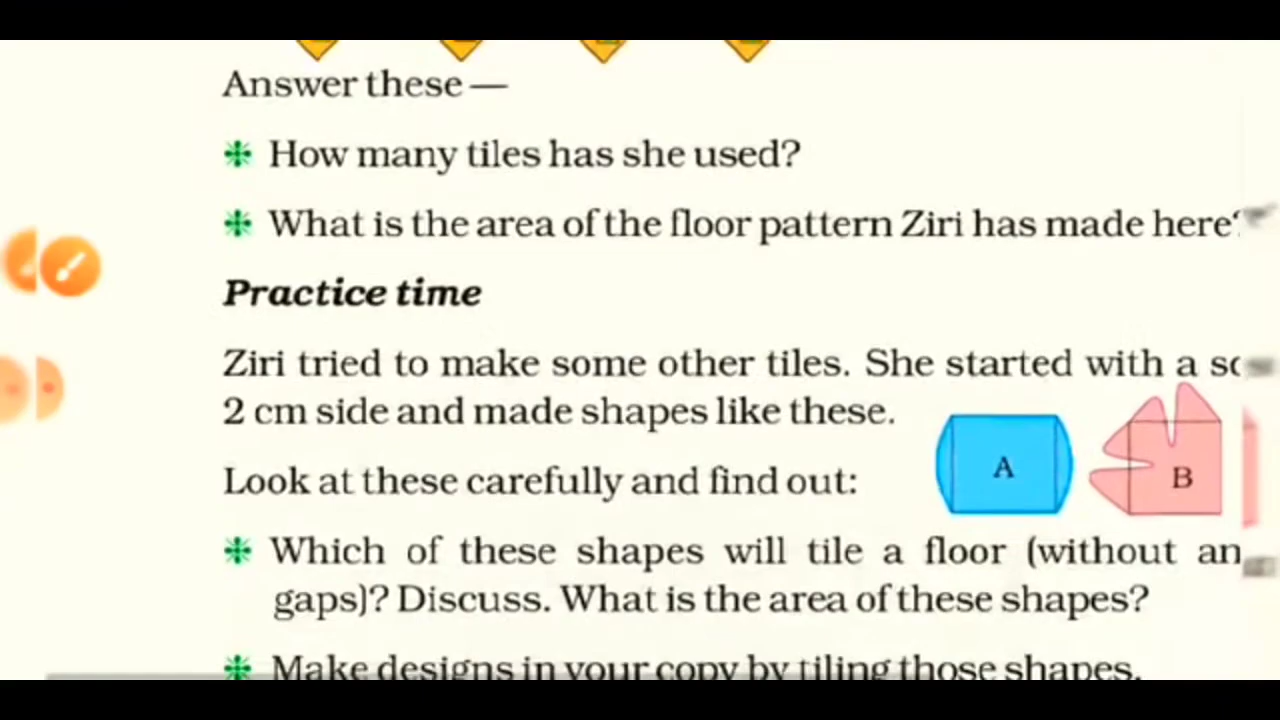 Answer these —
How many tiles has she used?
What is the area of the floor pattern Ziri has made here?
Practice time
Ziri tried to make some other tiles. She started with a
2 cm side and made shapes like these.
A
B
Look at these carefully and find out:
Which of these shapes will tile a floor (without
gaps)? Discuss. What is the area of these shapes?
Make designs in your copy by tiling those shapes.